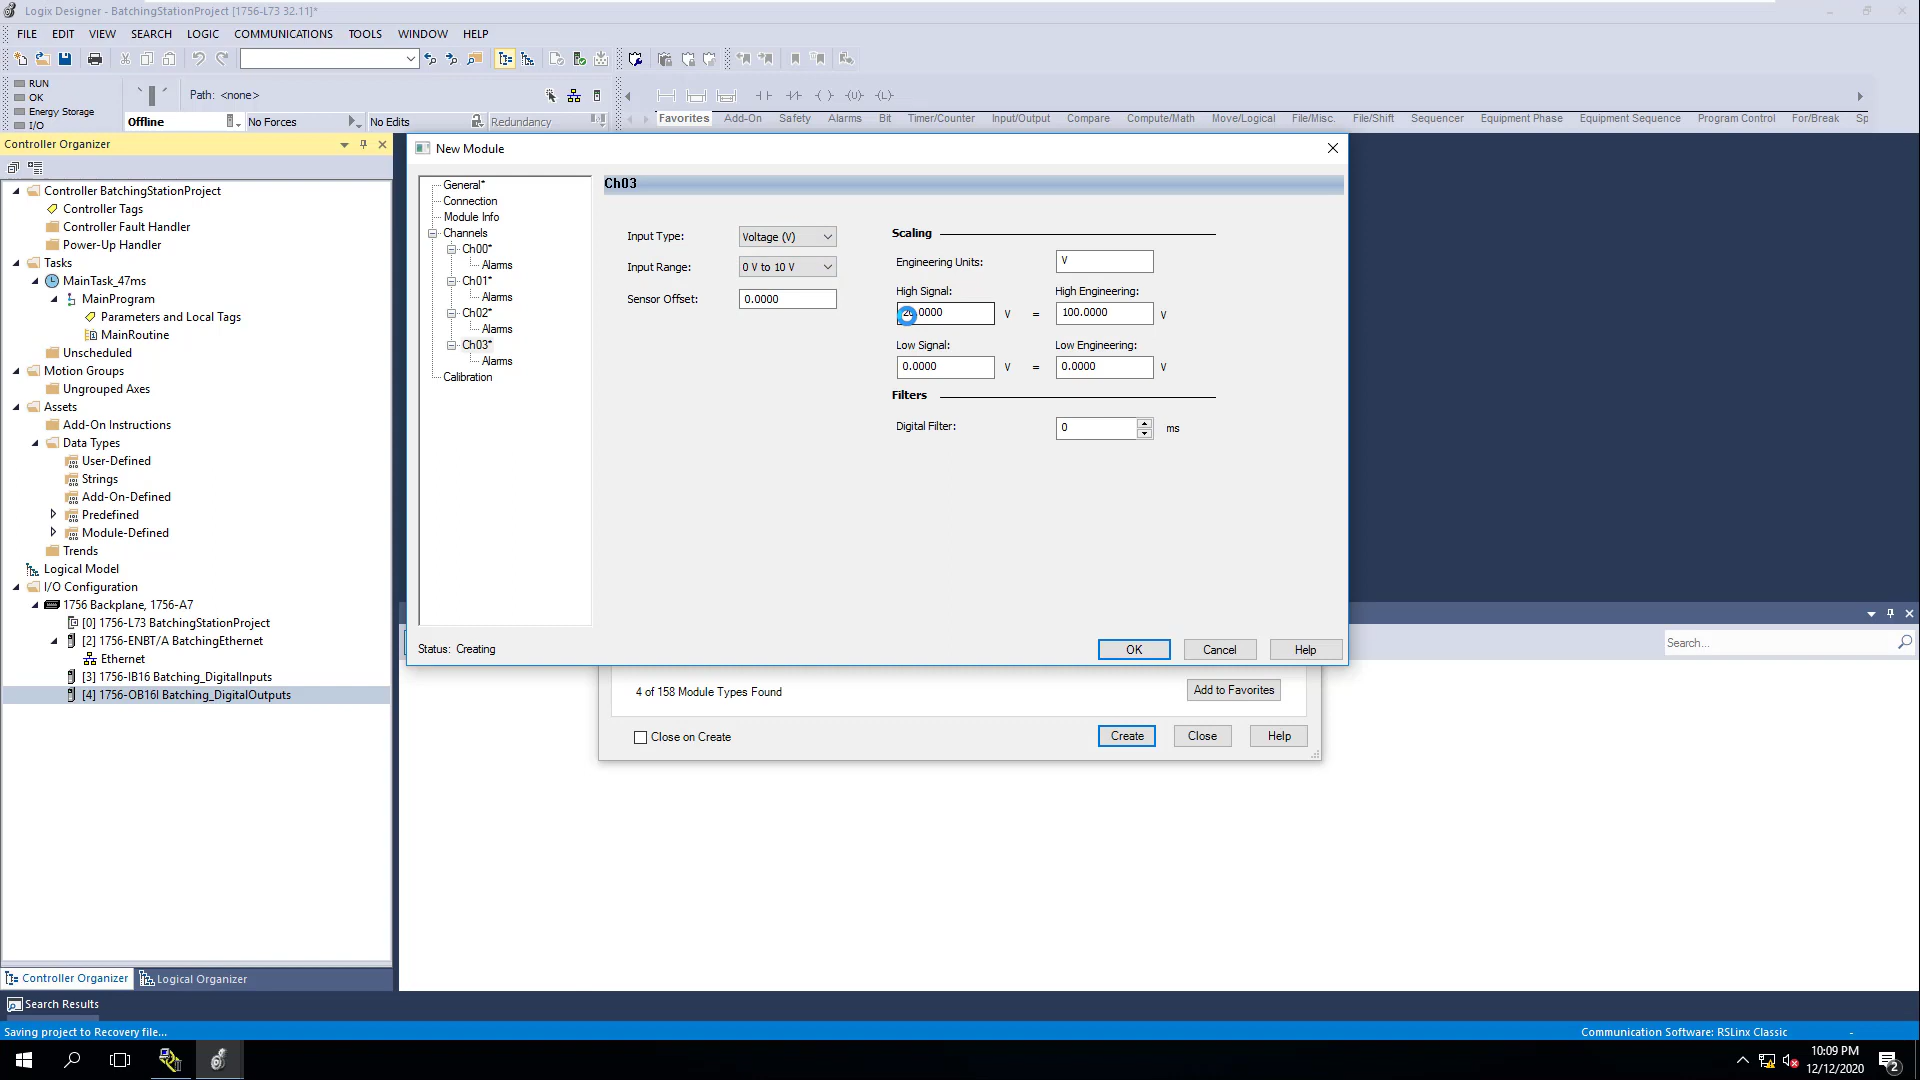 Logix Designer - BatchingStationProject [1756-L73 32.11]*
FILE EDIT VIEW SEARCH LOGIC COMMUNICATIONS TOOLS WINDOW HELP
RUN
OK
Energy Storage
I/O
Path: <none>
Offline
No Forces
No Edits
Redundancy
Favorites Add-On Safety Alarms Bit Timer/Counter Input/Output Compare Compute/Math Move/Logical File/Misc. File/Shift Sequencer Equipment Phase Equipment Sequence Program Control For/Break Sp
Controller Organizer
Controller BatchingStationProject
Controller Tags
Controller Fault Handler
Power-Up Handler
Tasks
MainTask_47ms
MainProgram
Parameters and Local Tags
MainRoutine
Unscheduled
Motion Groups
Ungrouped Axes
Assets
Add-On Instructions
Data Types
User-Defined
Strings
Add-On-Defined
Predefined
Module-Defined
Trends
Logical Model
I/O Configuration
1756 Backplane, 1756-A7
[0] 1756-L73 BatchingStationProject
[2] 1756-ENBT/A BatchingEthernet
Ethernet
[3] 1756-IB16 Batching_DigitalInputs
[4] 1756-OB16I Batching_DigitalOutputs
Controller Organizer
Logical Organizer
New Module
General*
Connection
Module Info
Channels
Ch00*
Alarms
Ch01*
Alarms
Ch02*
Alarms
Ch03*
Alarms
Calibration
Ch03
Input Type: Voltage (V)
Input Range: 0 V to 10 V
Sensor Offset: 0.0000
Scaling
Engineering Units: V
High Signal: High Engineering:
V = 100.0000 V
Low Signal: Low Engineering:
0.0000 V = 0.0000 V
Filters
Digital Filter: 0 ms
Status: Creating
OK Cancel Help
4 of 158 Module Types Found
Add to Favorites
Close on Create
Create Close Help
Search...
Search Results
Saving project to Recovery file...
Communication Software: RSLinx Classic
10:09 PM
12/12/2020
2